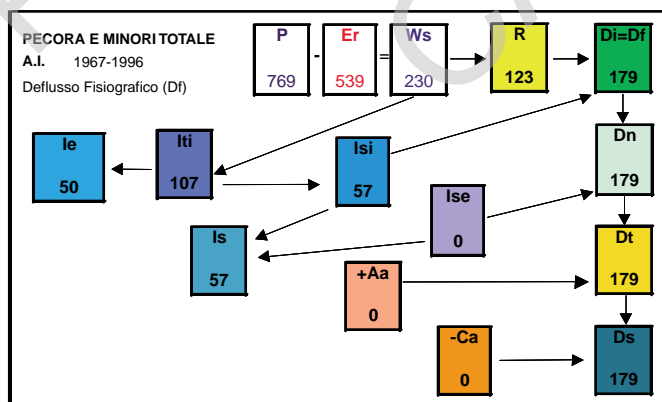 PECORA E MINORI TOTALE
A.I. 1967-1996
Deflusso Fisiografico (Df)
P
769
-
Er
539
=
Ws
230
R
123
Di=Df
179
Ie
50
Iti
107
Isi
57
Dn
179
Is
57
Ise
0
+Aa
0
Dt
179
-Ca
0
Ds
179